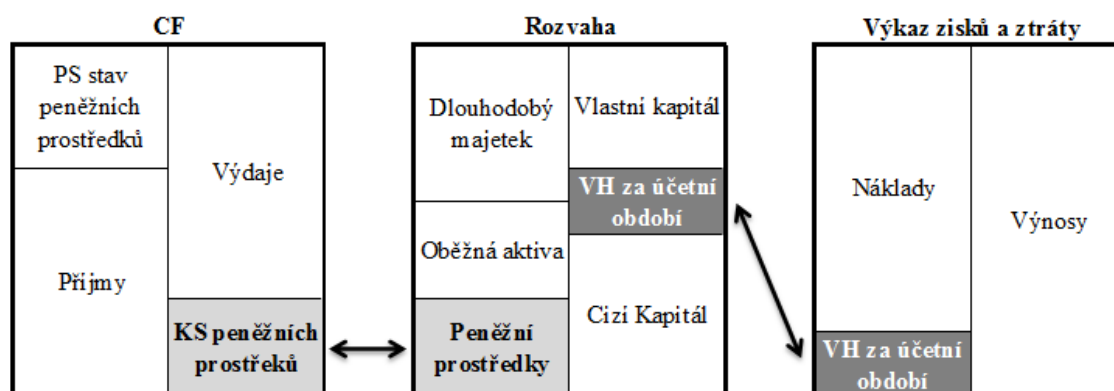 CF
PS stav
peněžních
prostředků
Příjmy
Výdaje
KS peněžních
prostřeků
Rozvaha
Dlouhodobý
majetek
Oběžná aktiva
Peněžní
prostředky
Vlastní kapitál
VH za účetní
období
Cizí Kapitál
Výkaz zisků a ztráty
Náklady
VH za účetní
období
Výnosy